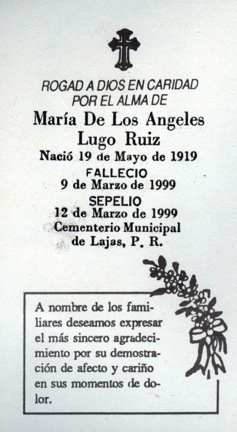 ROGAD A DIOS EN CARIDAD
POR EL ALMA DE
María De Los Angeles
Lugo Ruiz
Nació 19 de Mayo de 1919
FALLECIO
9 de Marzo de 1999
SEPELIO
12 de Marzo de 1999
Cementerio Municipal
de Lajas, P. R.
A nombre de los fami-
liares deseamos expresar
el más sincero agradeci-
miento por su demostra-
ción de afecto y cariño
en sus momentos de do-
lor.